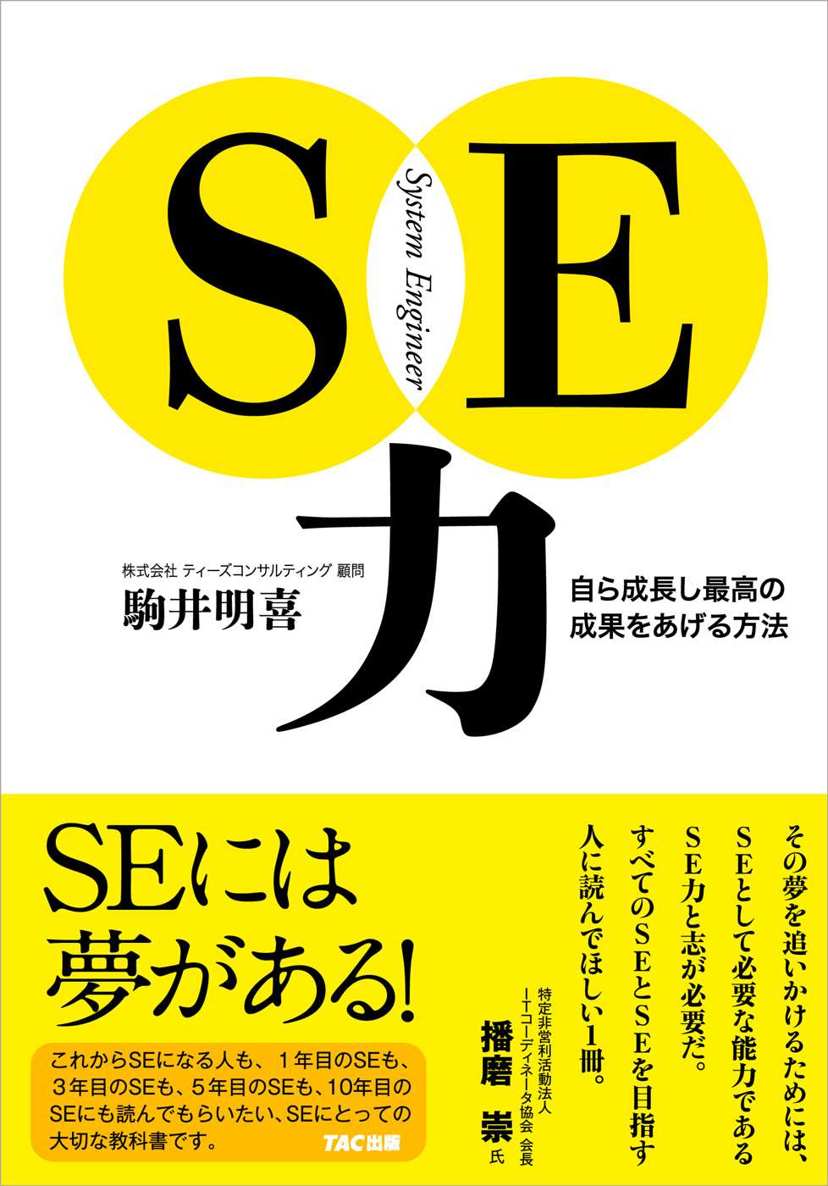 SE
System Engineer
力
株式会社 ティーズコンサルティング 顧問
駒井明喜
自ら成長し最高の
成果をあげる方法
SEには
夢がある!
これからSEになる人も、1年目のSEも、
3年目のSEも、5年目のSEも、10年目の
SEにも読んでもらいたい、SEにとっての
大切な教科書です。
TAC出版
その夢を追いかけるためには、
SEとして必要な能力である
SE力と志が必要だ。
すべてのSEとSEを目指す
人に読んでほしい1冊。
特定非営利活動法人
ITコーディネータ協会 会長
播磨 崇 氏